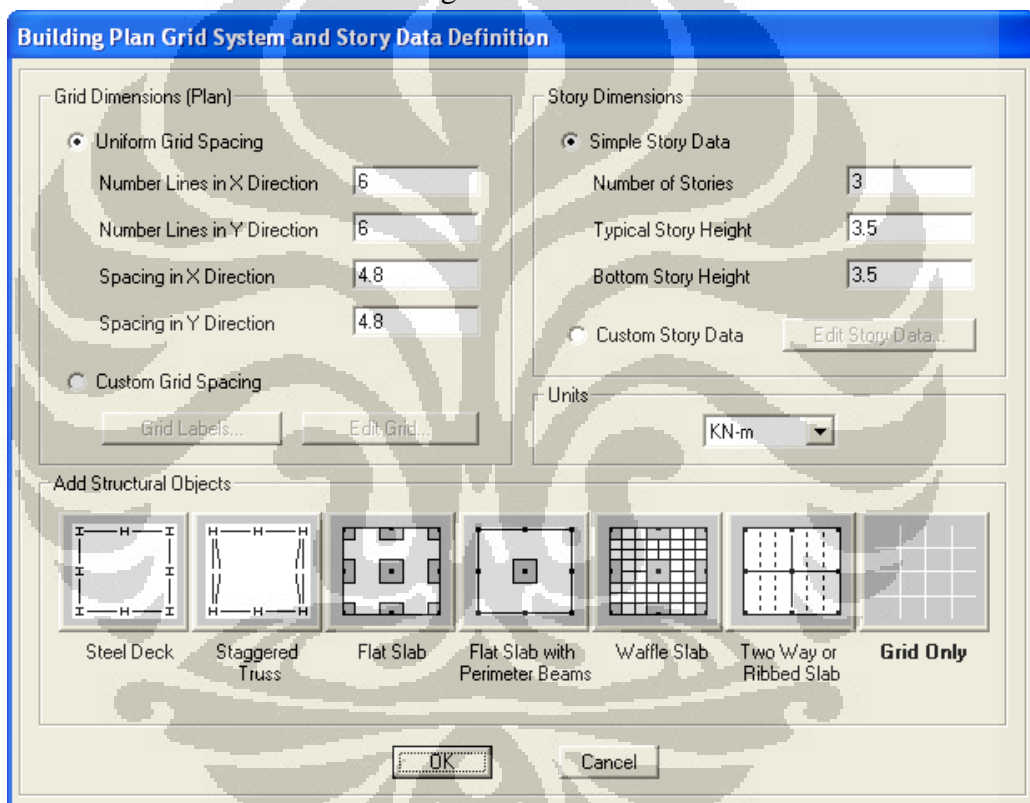 Building Plan Grid System and Story Data Definition
Grid Dimensions (Plan)
Uniform Grid Spacing
Number Lines in X Direction 6
Number Lines in Y Direction 6
Spacing in X Direction 4.8
Spacing in Y Direction 4.8
Custom Grid Spacing
Grid Labels... Edit Grid...
Story Dimensions
Simple Story Data
Number of Stories 3
Typical Story Height 3.5
Bottom Story Height 3.5
Custom Story Data Edit Story Data...
Units
KN-m
Add Structural Objects
Steel Deck
Staggered
Truss
Flat Slab
Flat Slab with
Perimeter Beams
Waffle Slab
Two Way or
Ribbed Slab
Grid Only
OK Cancel